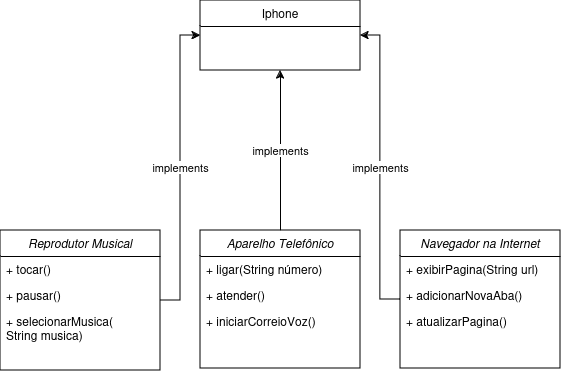 Iphone
implements
implements
implements
Reprodutor Musical
+ tocar()
+ pausar()
+ selecionarMusica(
String musica)
Aparelho Telefônico
+ ligar(String número)
+ atender()
+ iniciarCorreioVoz()
Navegador na Internet
+ exibirPagina(String url)
+ adicionarNovaAba()
+ atualizarPagina()